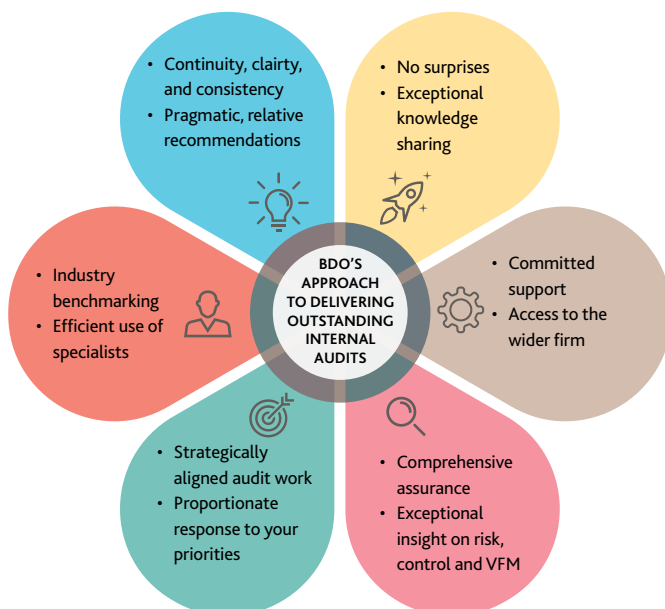 • Continuity, clairty,
and consistency
• Pragmatic, relative
recommendations
• No surprises
• Exceptional
knowledge
sharing
• Industry
benchmarking
• Efficient use of
specialists
BDO'S
APPROACH
TO DELIVERING
OUTSTANDING
INTERNAL
AUDITS
• Committed
support
• Access to the
wider firm
• Strategically
aligned audit work
• Proportionate
response to your
priorities
• Comprehensive
assurance
• Exceptional
insight on risk,
control and VFM